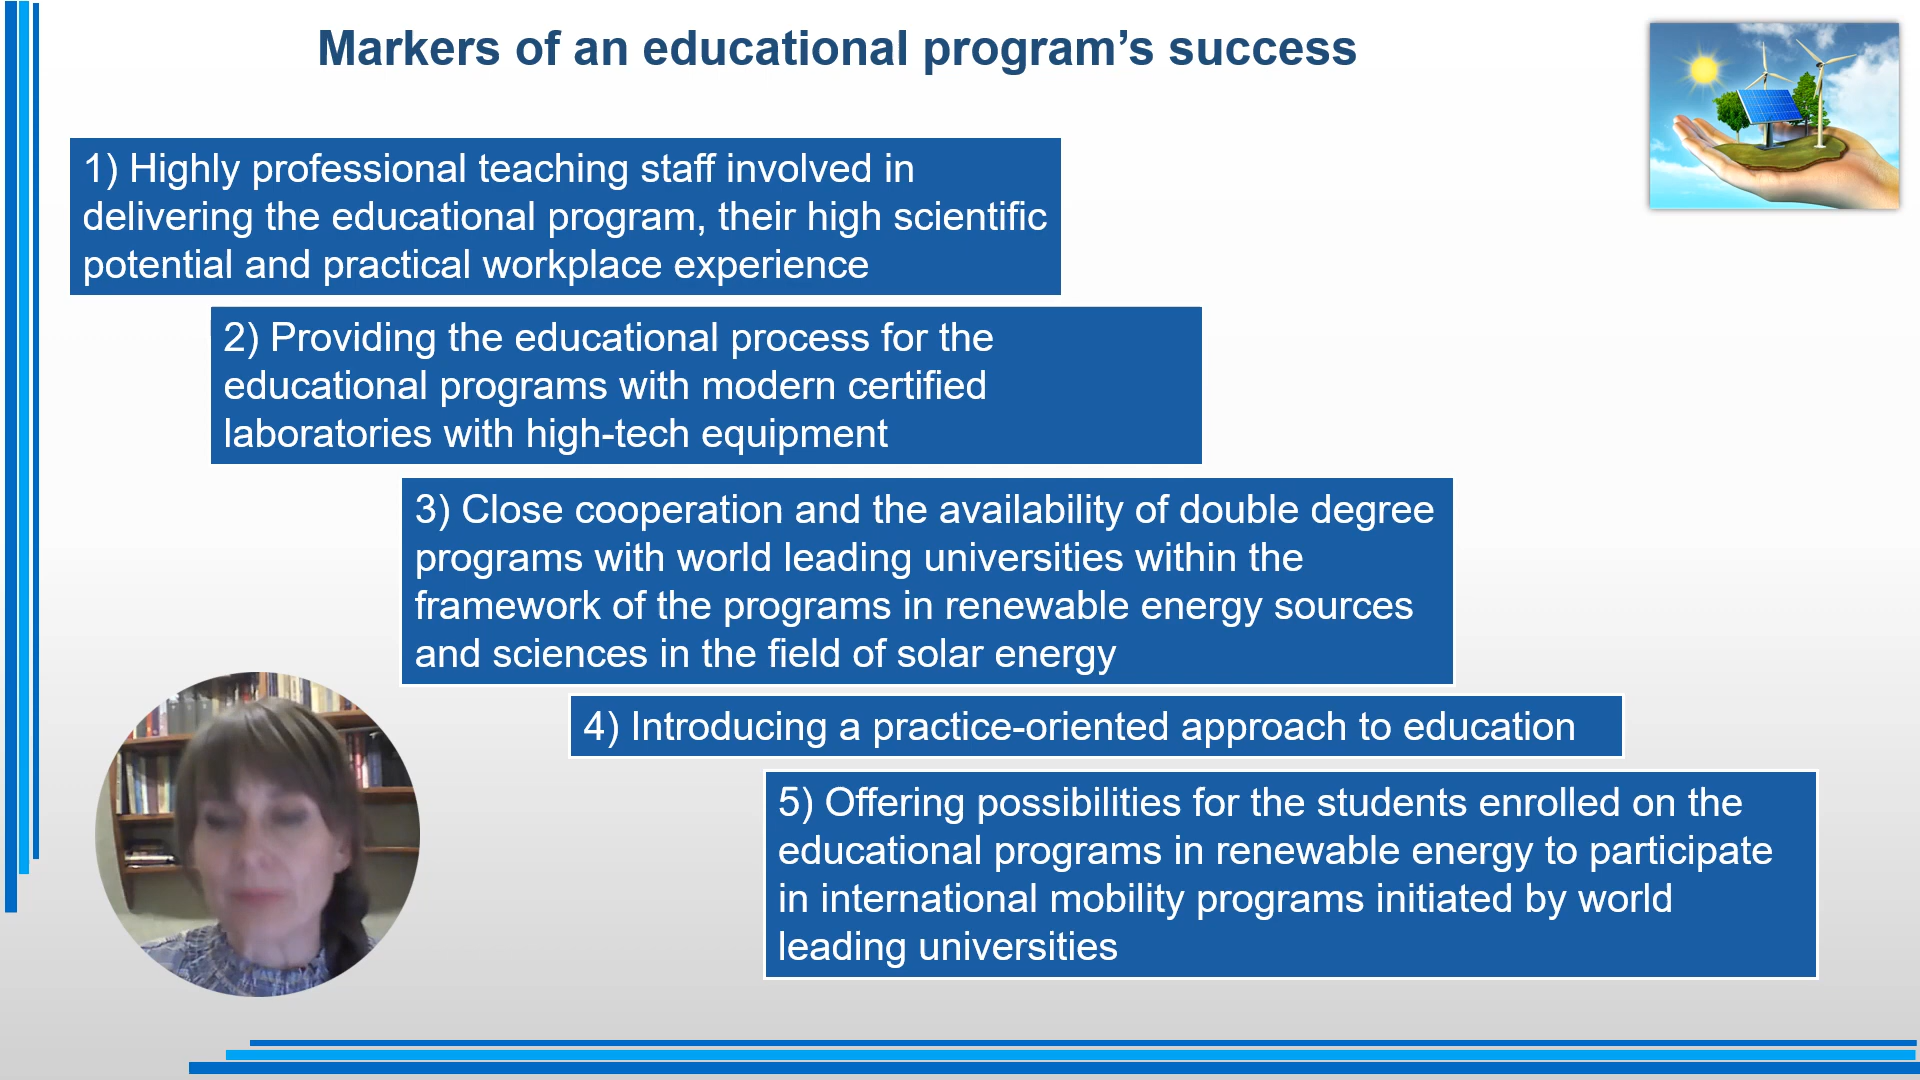 Markers of an educational program’s success
1) Highly professional teaching staff involved in
delivering the educational program, their high scientific
potential and practical workplace experience
2) Providing the educational process for the
educational programs with modern certified
laboratories with high-tech equipment
3) Close cooperation and the availability of double degree
programs with world leading universities within the
framework of the programs in renewable energy sources
and sciences in the field of solar energy
4) Introducing a practice-oriented approach to education
5) Offering possibilities for the students enrolled on the
educational programs in renewable energy to participate
in international mobility programs initiated by world
leading universities